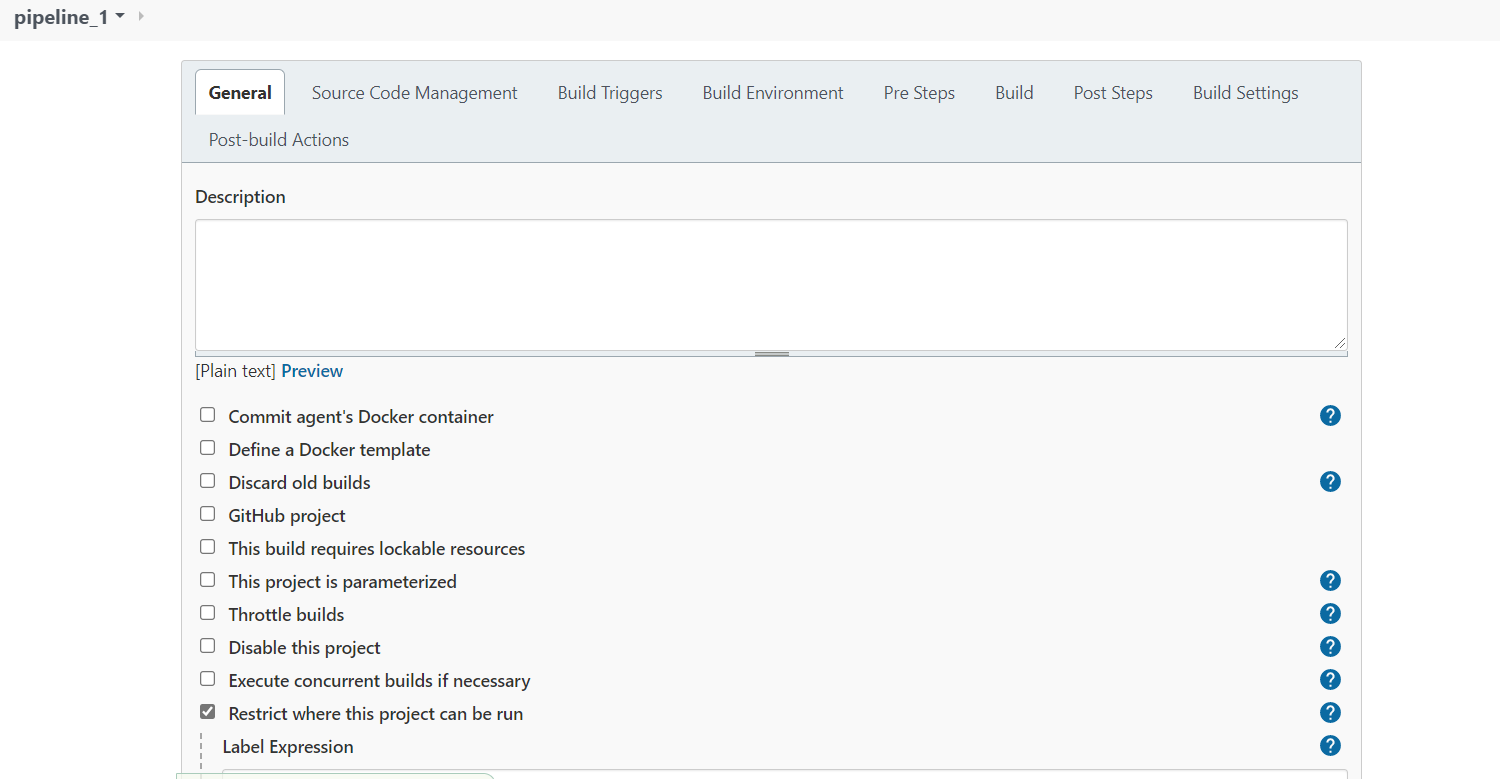 pipeline_1
General Source Code Management Build Triggers Build Environment Pre Steps Build Post Steps Build Settings
Post-build Actions
Description
[Plain text] Preview
Commit agent's Docker container ?
Define a Docker template
Discard old builds ?
GitHub project
This build requires lockable resources
This project is parameterized ?
Throttle builds ?
Disable this project ?
Execute concurrent builds if necessary ?
Restrict where this project can be run ?
Label Expression ?